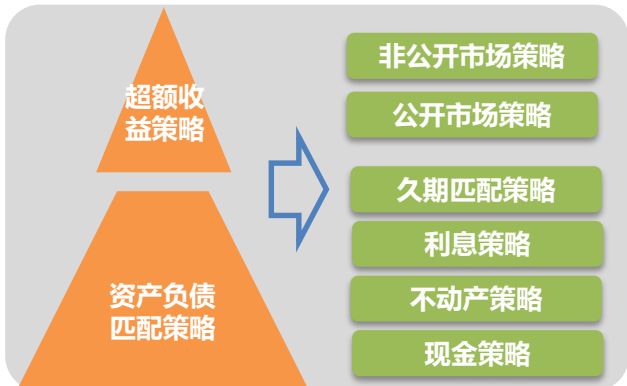 超额收
益策略
资产负债
匹配策略
非公开市场策略
公开市场策略
久期匹配策略
利息策略
不动产策略
现金策略